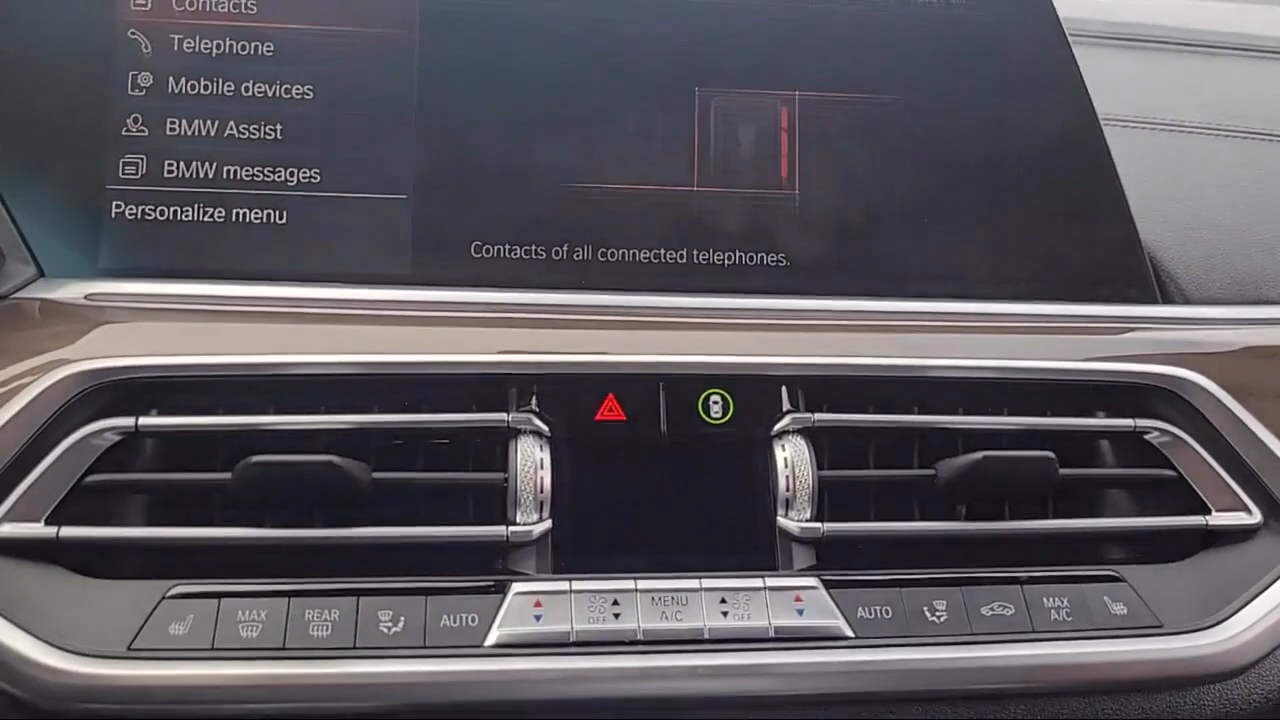 Contacts
Telephone
Mobile devices
BMW Assist
BMW messages
Personalize menu
Contacts of all connected telephones.
MAX
REAR
AUTO
OFF
MENU
A/C
OFF
AUTO
MAX
A/C